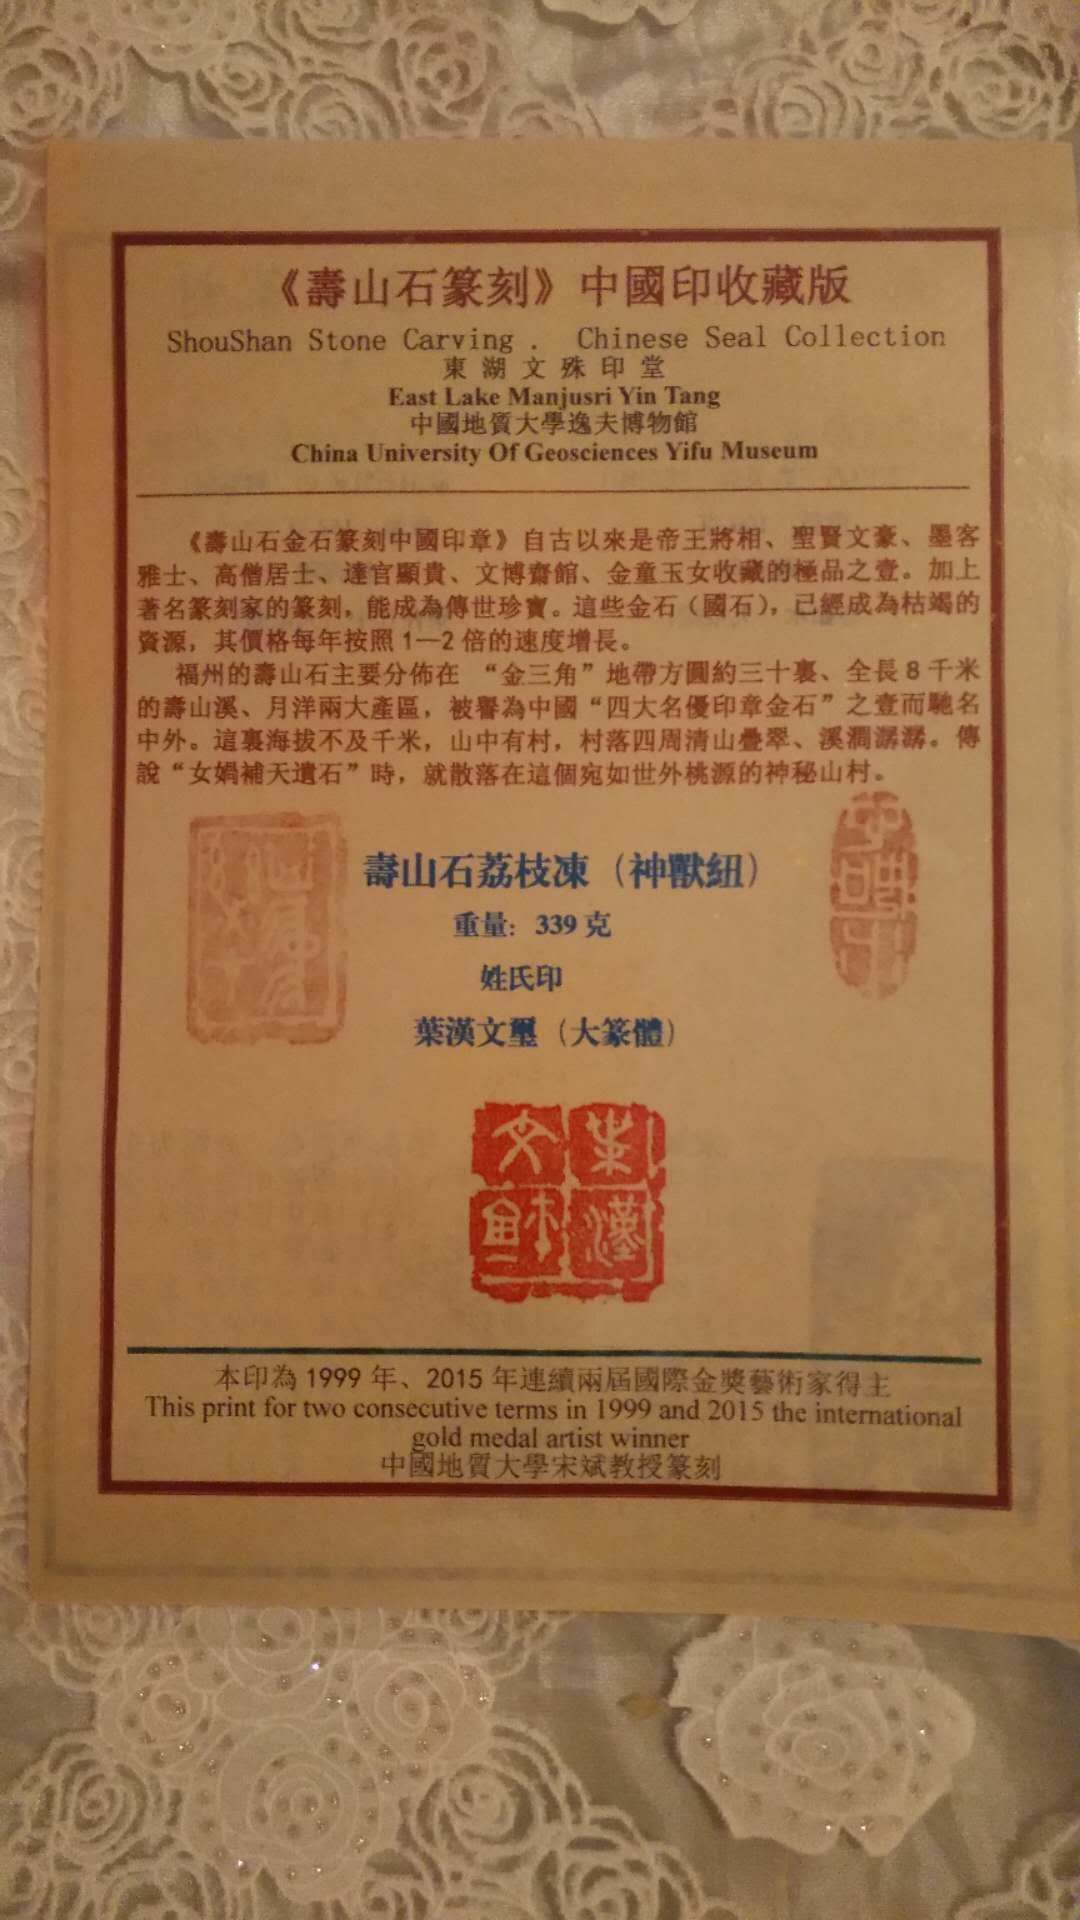 《壽山石篆刻》中國印收藏版
ShouShan Stone Carving . Chinese Seal Collection
東湖文殊印堂
East Lake Manjusri Yin Tang
中國地質大學逸夫博物館
China University Of Geosciences Yifu Museum
《壽山石金石篆刻中國印章》自古以來是帝王將相、聖賢文豪、墨客
雅士、高僧居士、達官顯貴、文博齋館、金童玉女收藏的極品之壹。加上
著名篆刻家的篆刻，能成為傳世珍寶。這些金石（國石），已經成為枯竭的
資源，其價格每年按照1—2倍的速度增長。
福州的壽山石主要分佈在 “金三角”地帶方圓約三十裏、全長8千米
的壽山溪、月洋兩大產區，被譽為中國“四大名優印章金石”之壹而馳名
中外。這裏海拔不及千米，山中有村，村落四周清山疊翠、溪澗潺潺。傳
說“女媧補天遺石”時，就散落在這個宛如世外桃源的神秘山村。
壽山石荔枝凍（神獸紐）
重量：339克
姓氏印
葉漢文璽（大篆體）
本印為1999年、2015年連續兩屆國際金獎藝術家得主
This print for two consecutive terms in 1999 and 2015 the international
gold medal artist winner
中國地質大學宋斌教授篆刻